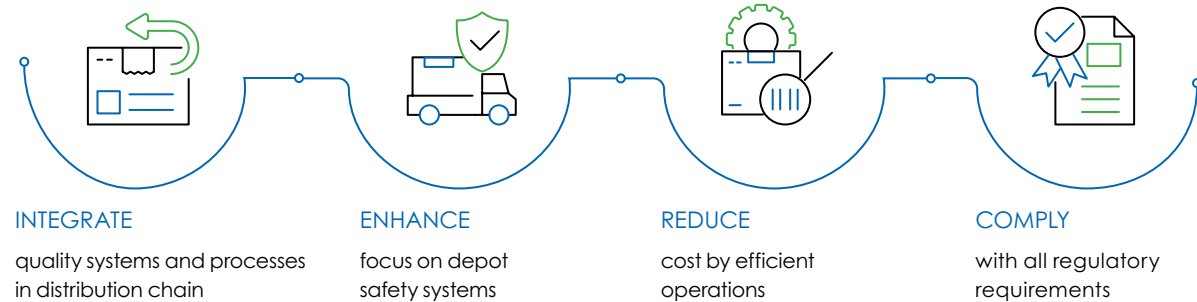 INTEGRATE
quality systems and processes
in distribution chain
ENHANCE
focus on depot
safety systems
REDUCE
cost by efficient
operations
COMPLY
with all regulatory
requirements